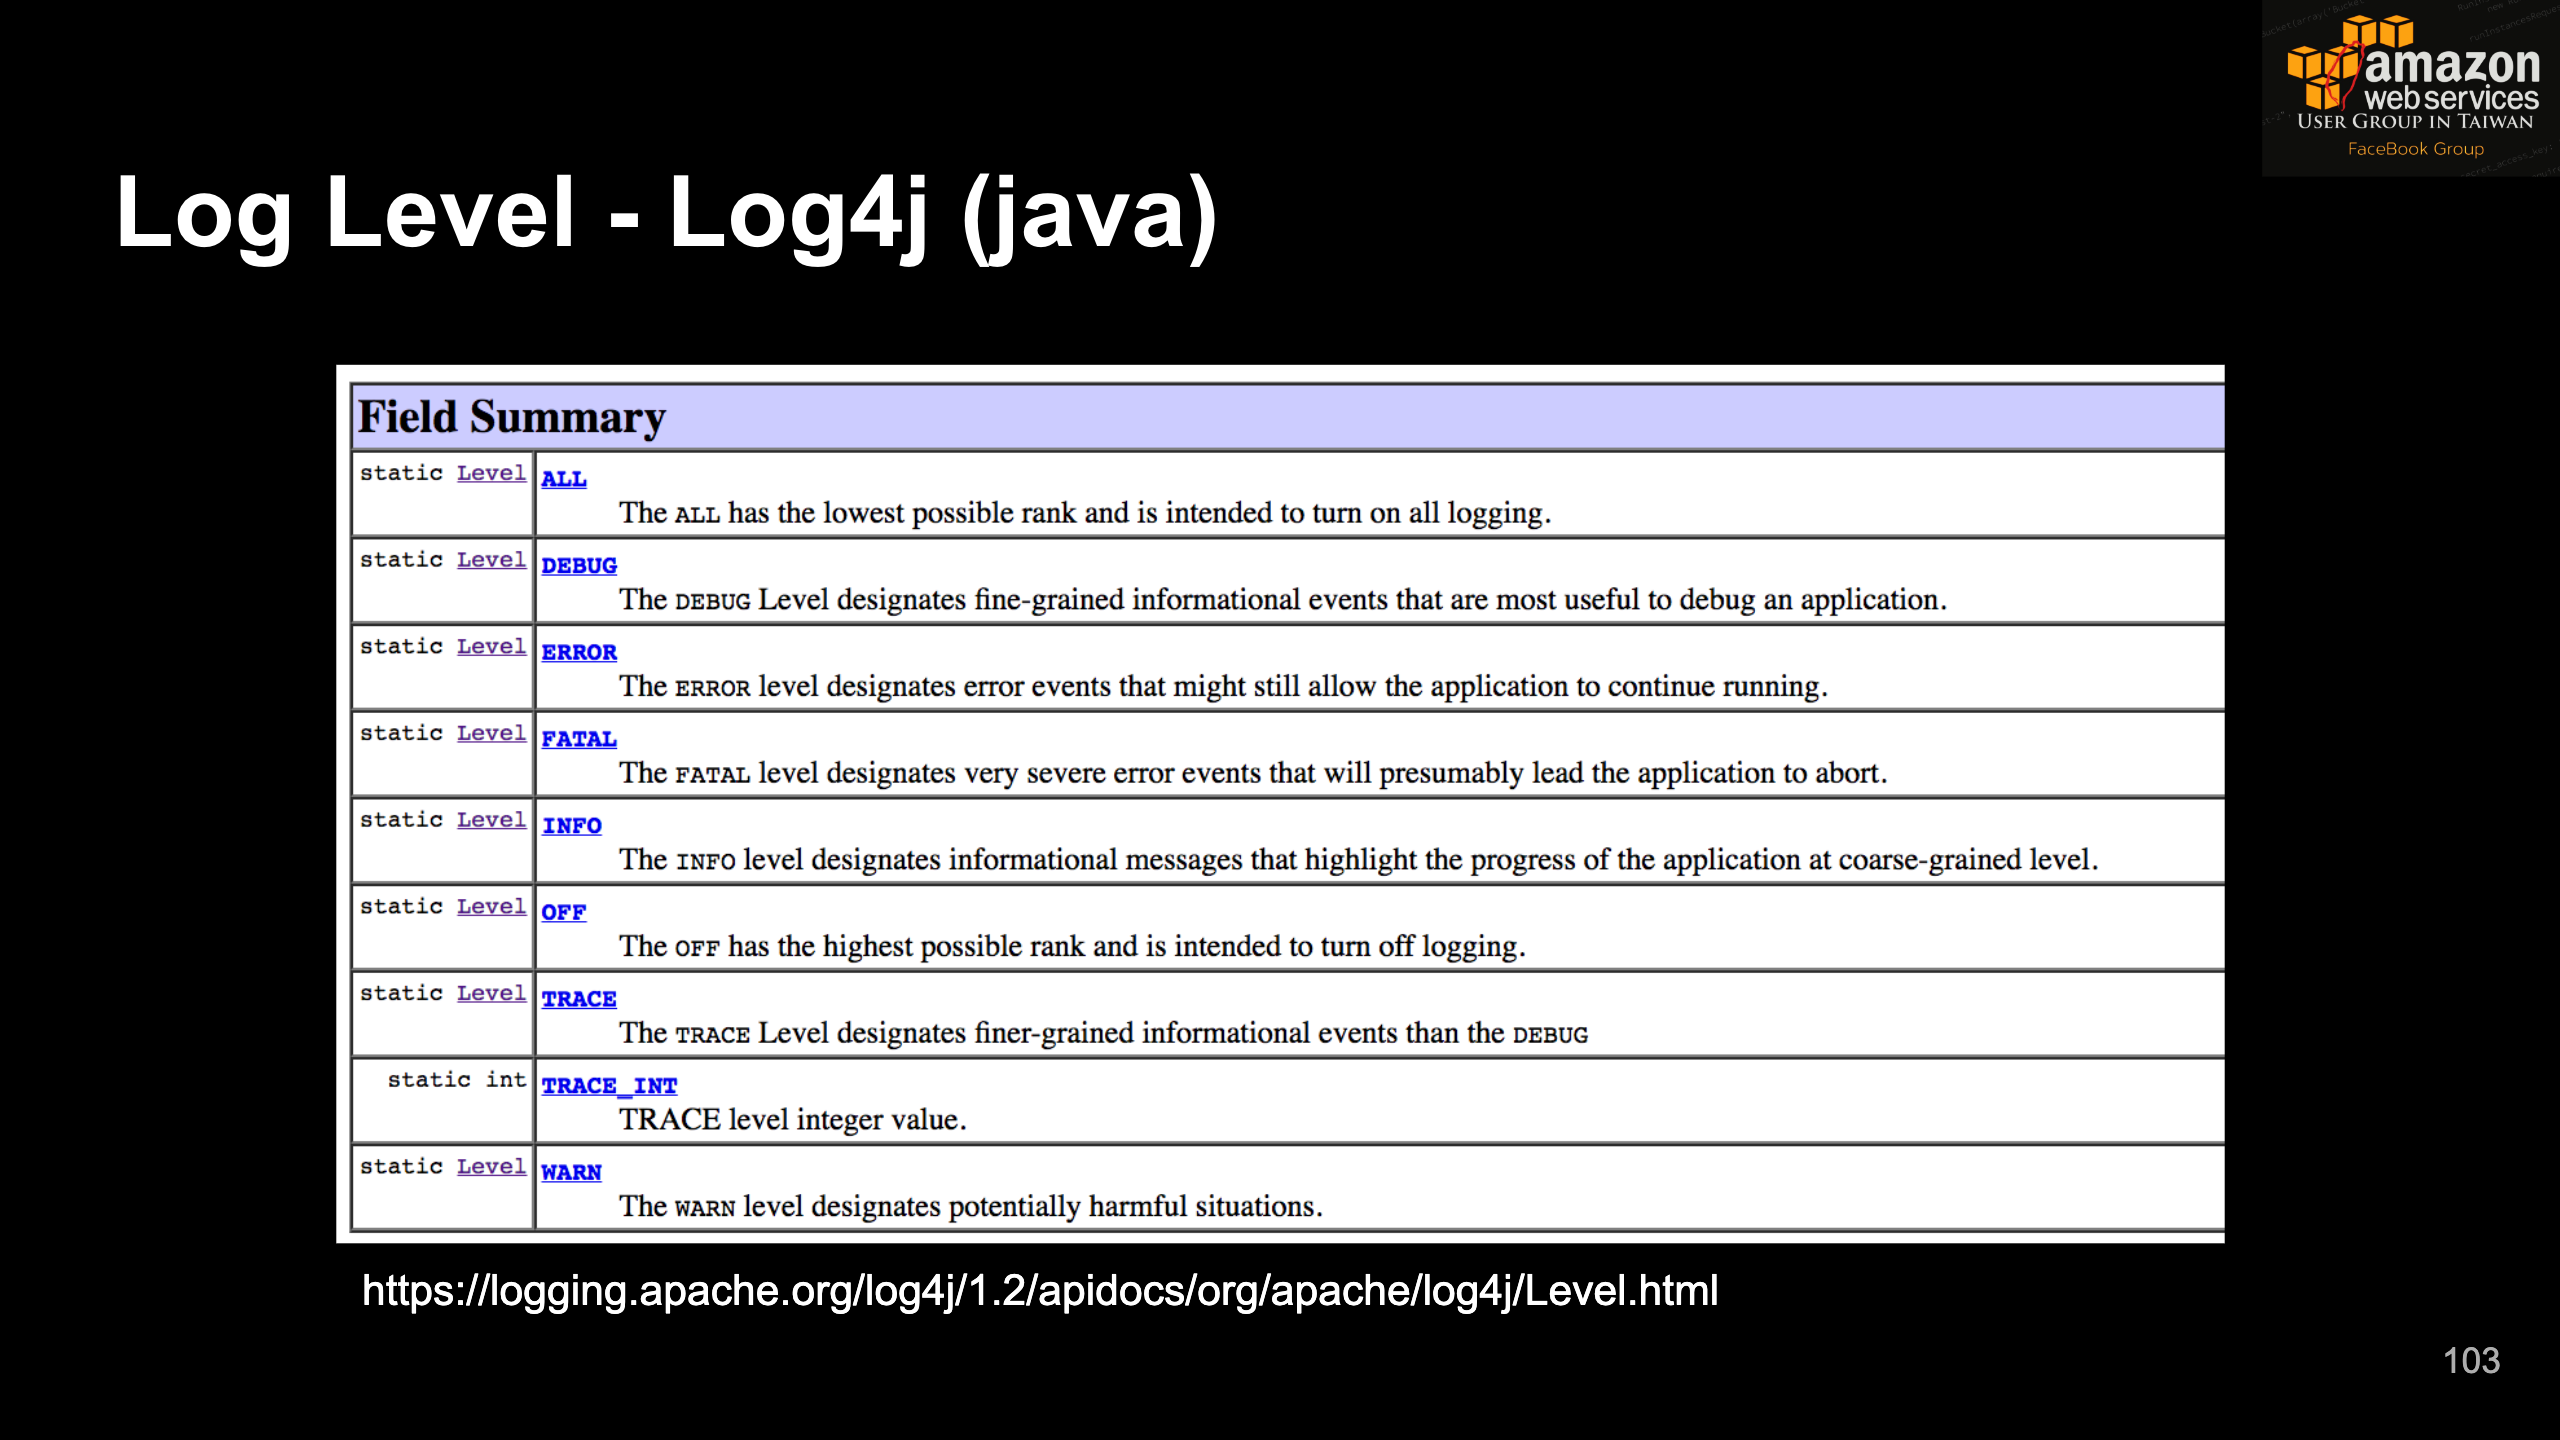 amazon
web services
USER GROUP IN TAIWAN
FaceBook Group
Log Level - Log4j (java)
Field Summary
static Level ALL
The ALL has the lowest possible rank and is intended to turn on all logging.
static Level DEBUG
The DEBUG Level designates fine-grained informational events that are most useful to debug an application.
static Level ERROR
The ERROR level designates error events that might still allow the application to continue running.
static Level FATAL
The FATAL level designates very severe error events that will presumably lead the application to abort.
static Level INFO
The INFO level designates informational messages that highlight the progress of the application at coarse-grained level.
static Level OFF
The OFF has the highest possible rank and is intended to turn off logging.
static Level TRACE
The TRACE Level designates finer-grained informational events than the DEBUG
static int TRACE_INT
TRACE level integer value.
static Level WARN
The WARN level designates potentially harmful situations.
https://logging.apache.org/log4j/1.2/apidocs/org/apache/log4j/Level.html
103